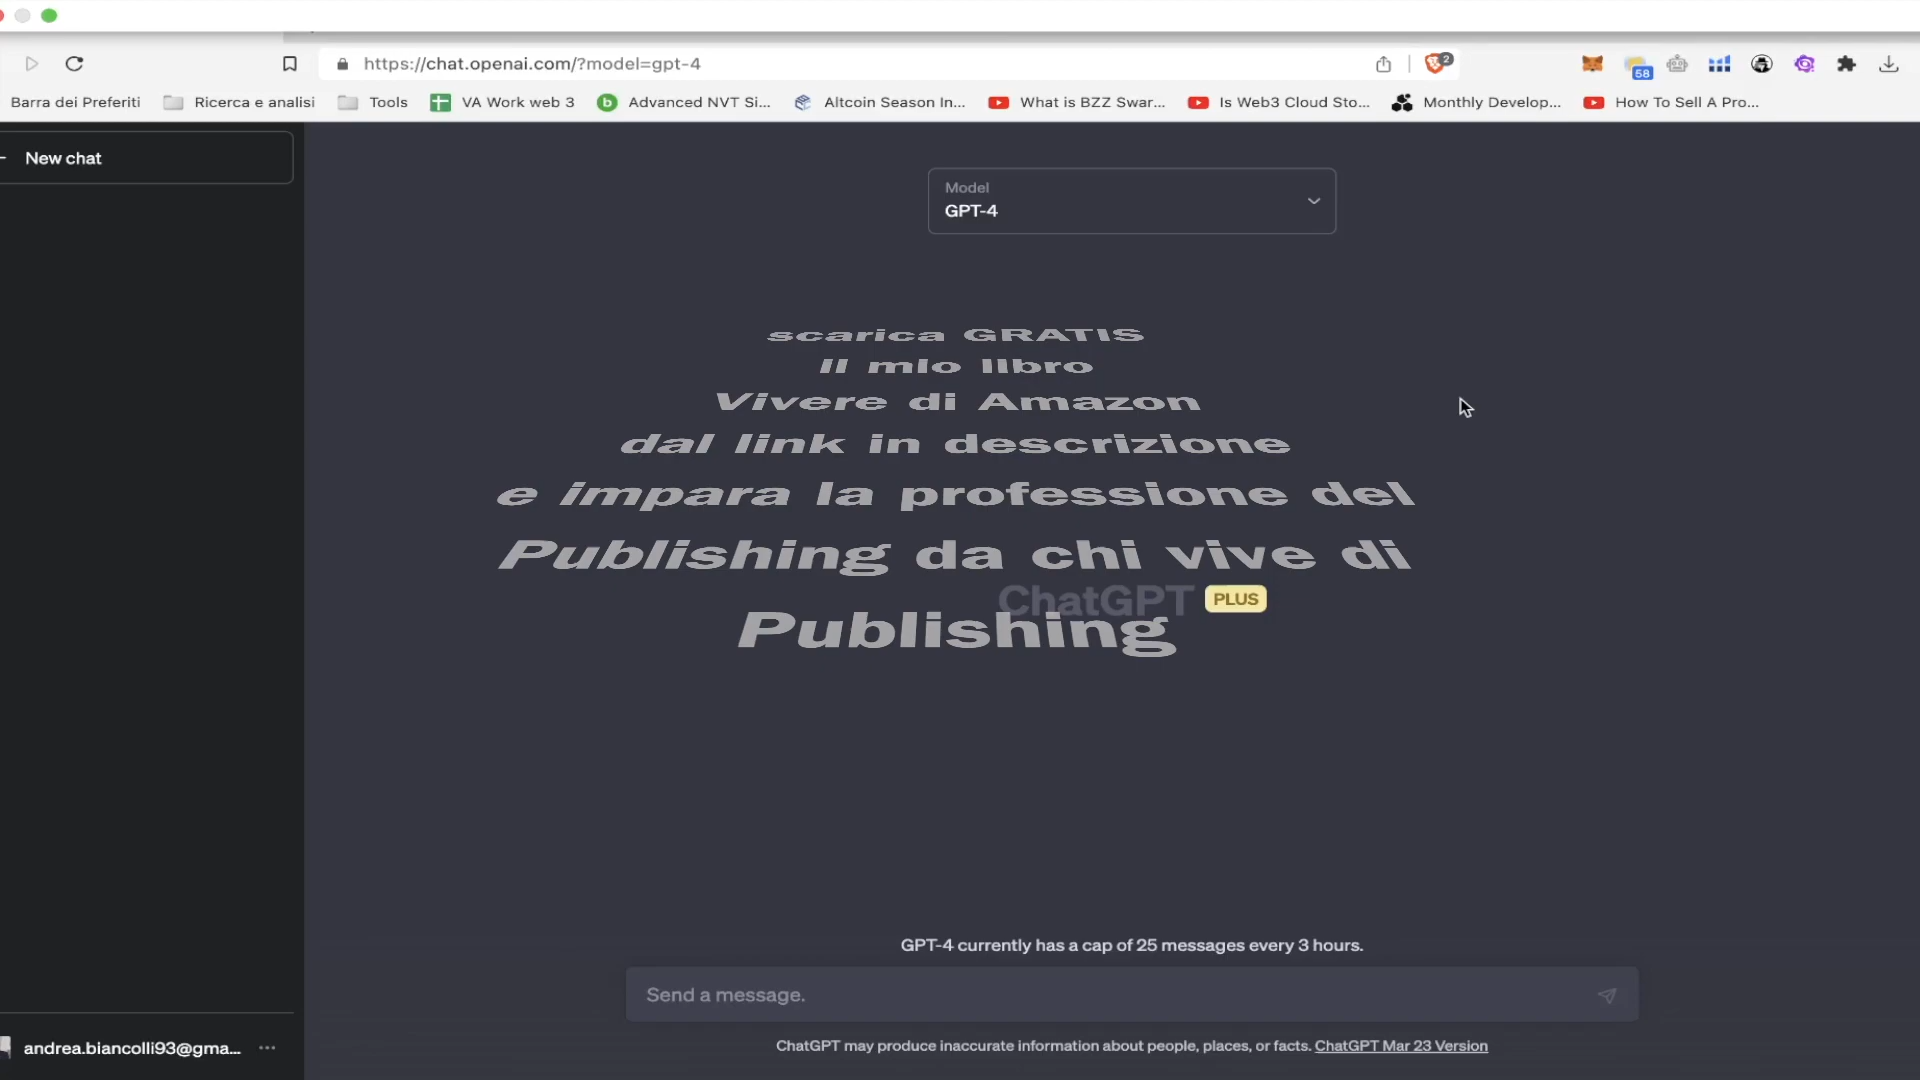 https://chat.openai.com/?model=gpt-4
2
58
Barra dei Preferiti
Ricerca e analisi
Tools
VA Work web 3
Advanced NVT Si...
Altcoin Season In...
What is BZZ Swar...
Is Web3 Cloud Sto...
Monthly Develop...
How To Sell A Pro...
New chat
Model
GPT-4
scarica GRATIS
Il mio libro
Vivere di Amazon
dal link in descrizione
e impara la professione del
Publishing da chi vive di
ChatGPT PLUS
Publishing
GPT-4 currently has a cap of 25 messages every 3 hours.
Send a message.
andrea.biancolli93@gma...
ChatGPT may produce inaccurate information about people, places, or facts. ChatGPT Mar 23 Version